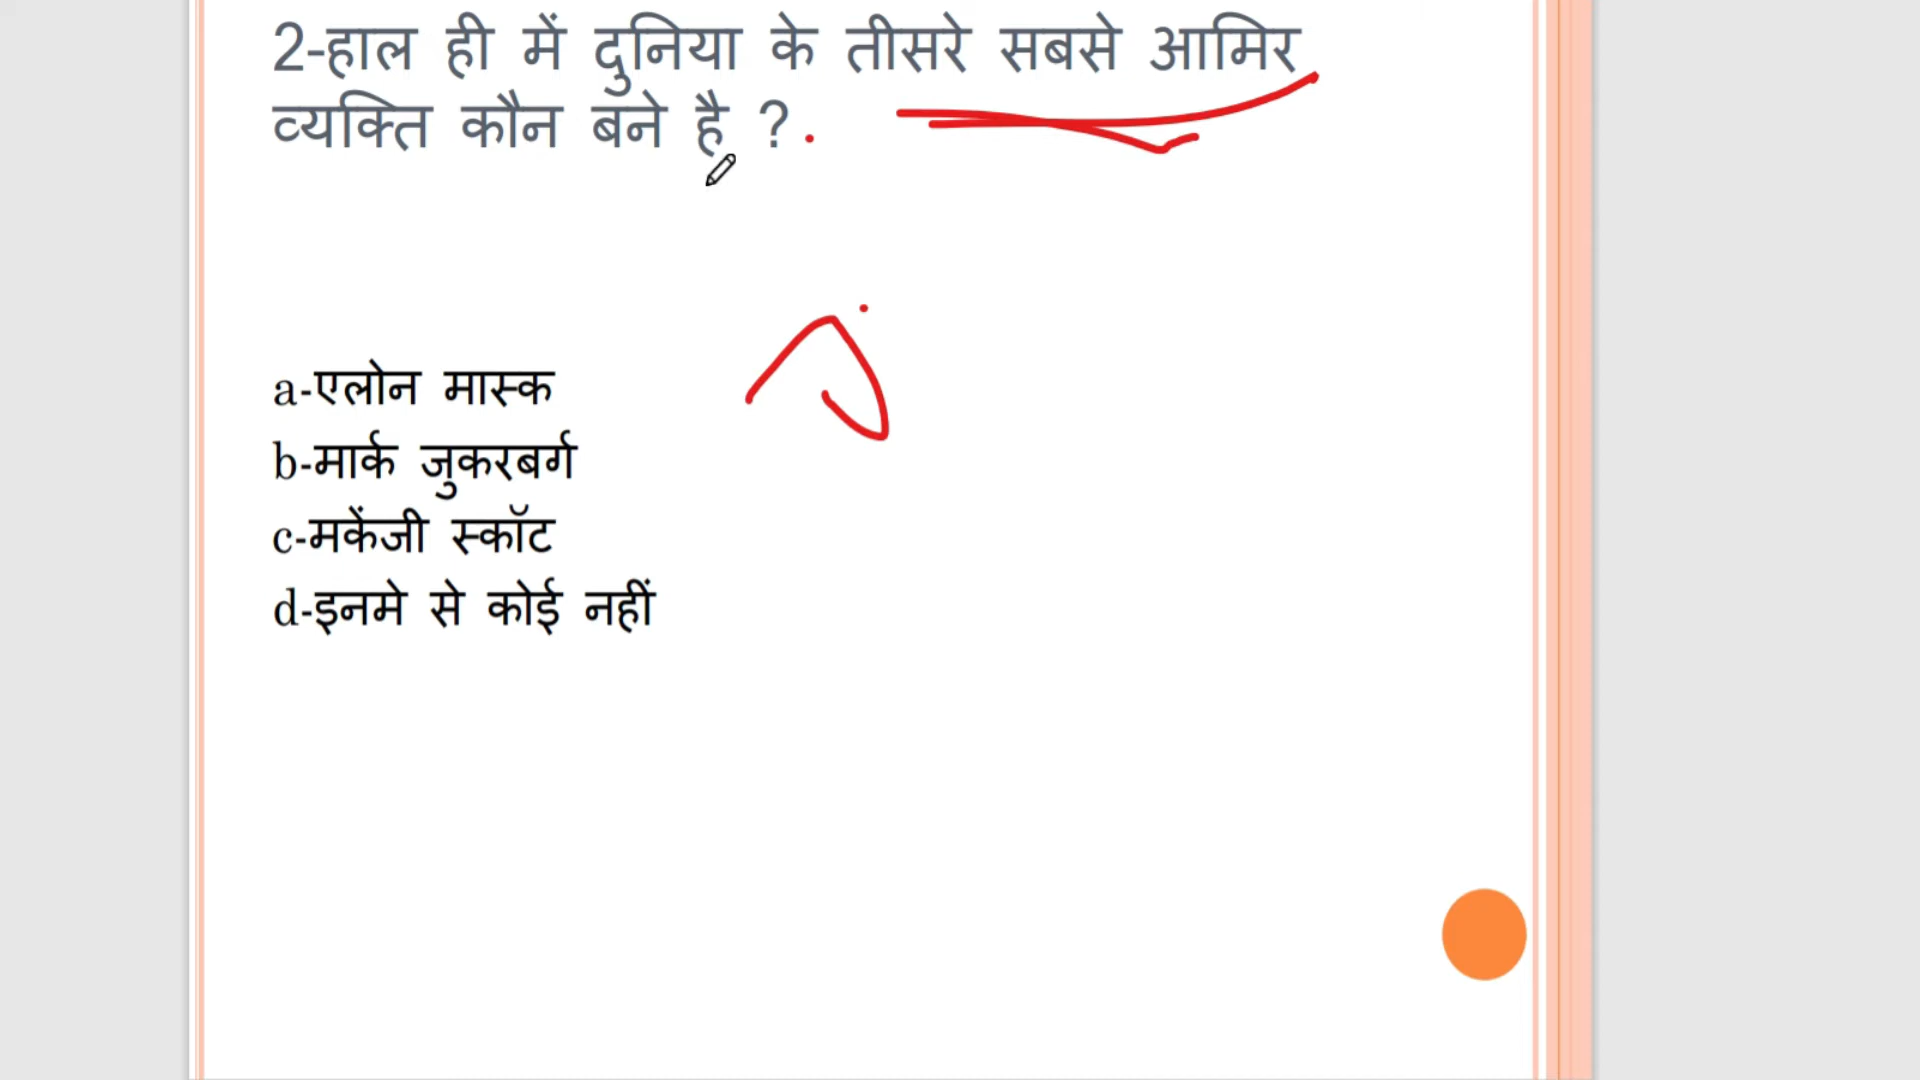 2-हाल ही में दुनिया के तीसरे सबसे आमिर
व्यक्ति कौन बने है ?
a-एलोन मास्क
b-मार्क जुकरबर्ग
c-मकेंजी स्कॉट
d-इनमे से कोई नहीं